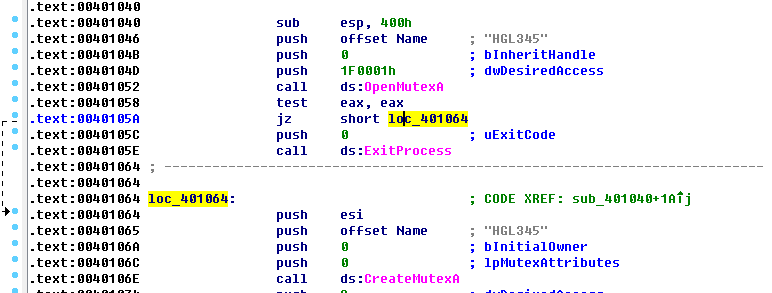 .text:00401040
.text:00401040 sub esp, 400h
.text:00401046 push offset Name ; "HGL345"
.text:0040104B push 0 ; bInheritHandle
.text:0040104D push 1F0001h ; dwDesiredAccess
.text:00401052 call ds:OpenMutexA
.text:00401058 test eax, eax
.text:0040105A jz short loc_401064
.text:0040105C push 0 ; uExitCode
.text:0040105E call ds:ExitProcess
.text:00401064 ; ---------------------------------------------------------------------------
.text:00401064
.text:00401064 loc_401064: ; CODE XREF: sub_401040+1A↑j
.text:00401064 push esi
.text:00401065 push offset Name ; "HGL345"
.text:0040106A push 0 ; bInitialOwner
.text:0040106C push 0 ; lpMutexAttributes
.text:0040106E call ds:CreateMutexA